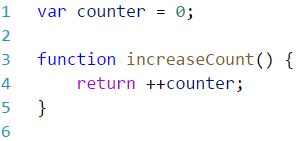 1 var counter = 0;
2
3 function increaseCount() {
4     return ++counter;
5 }
6